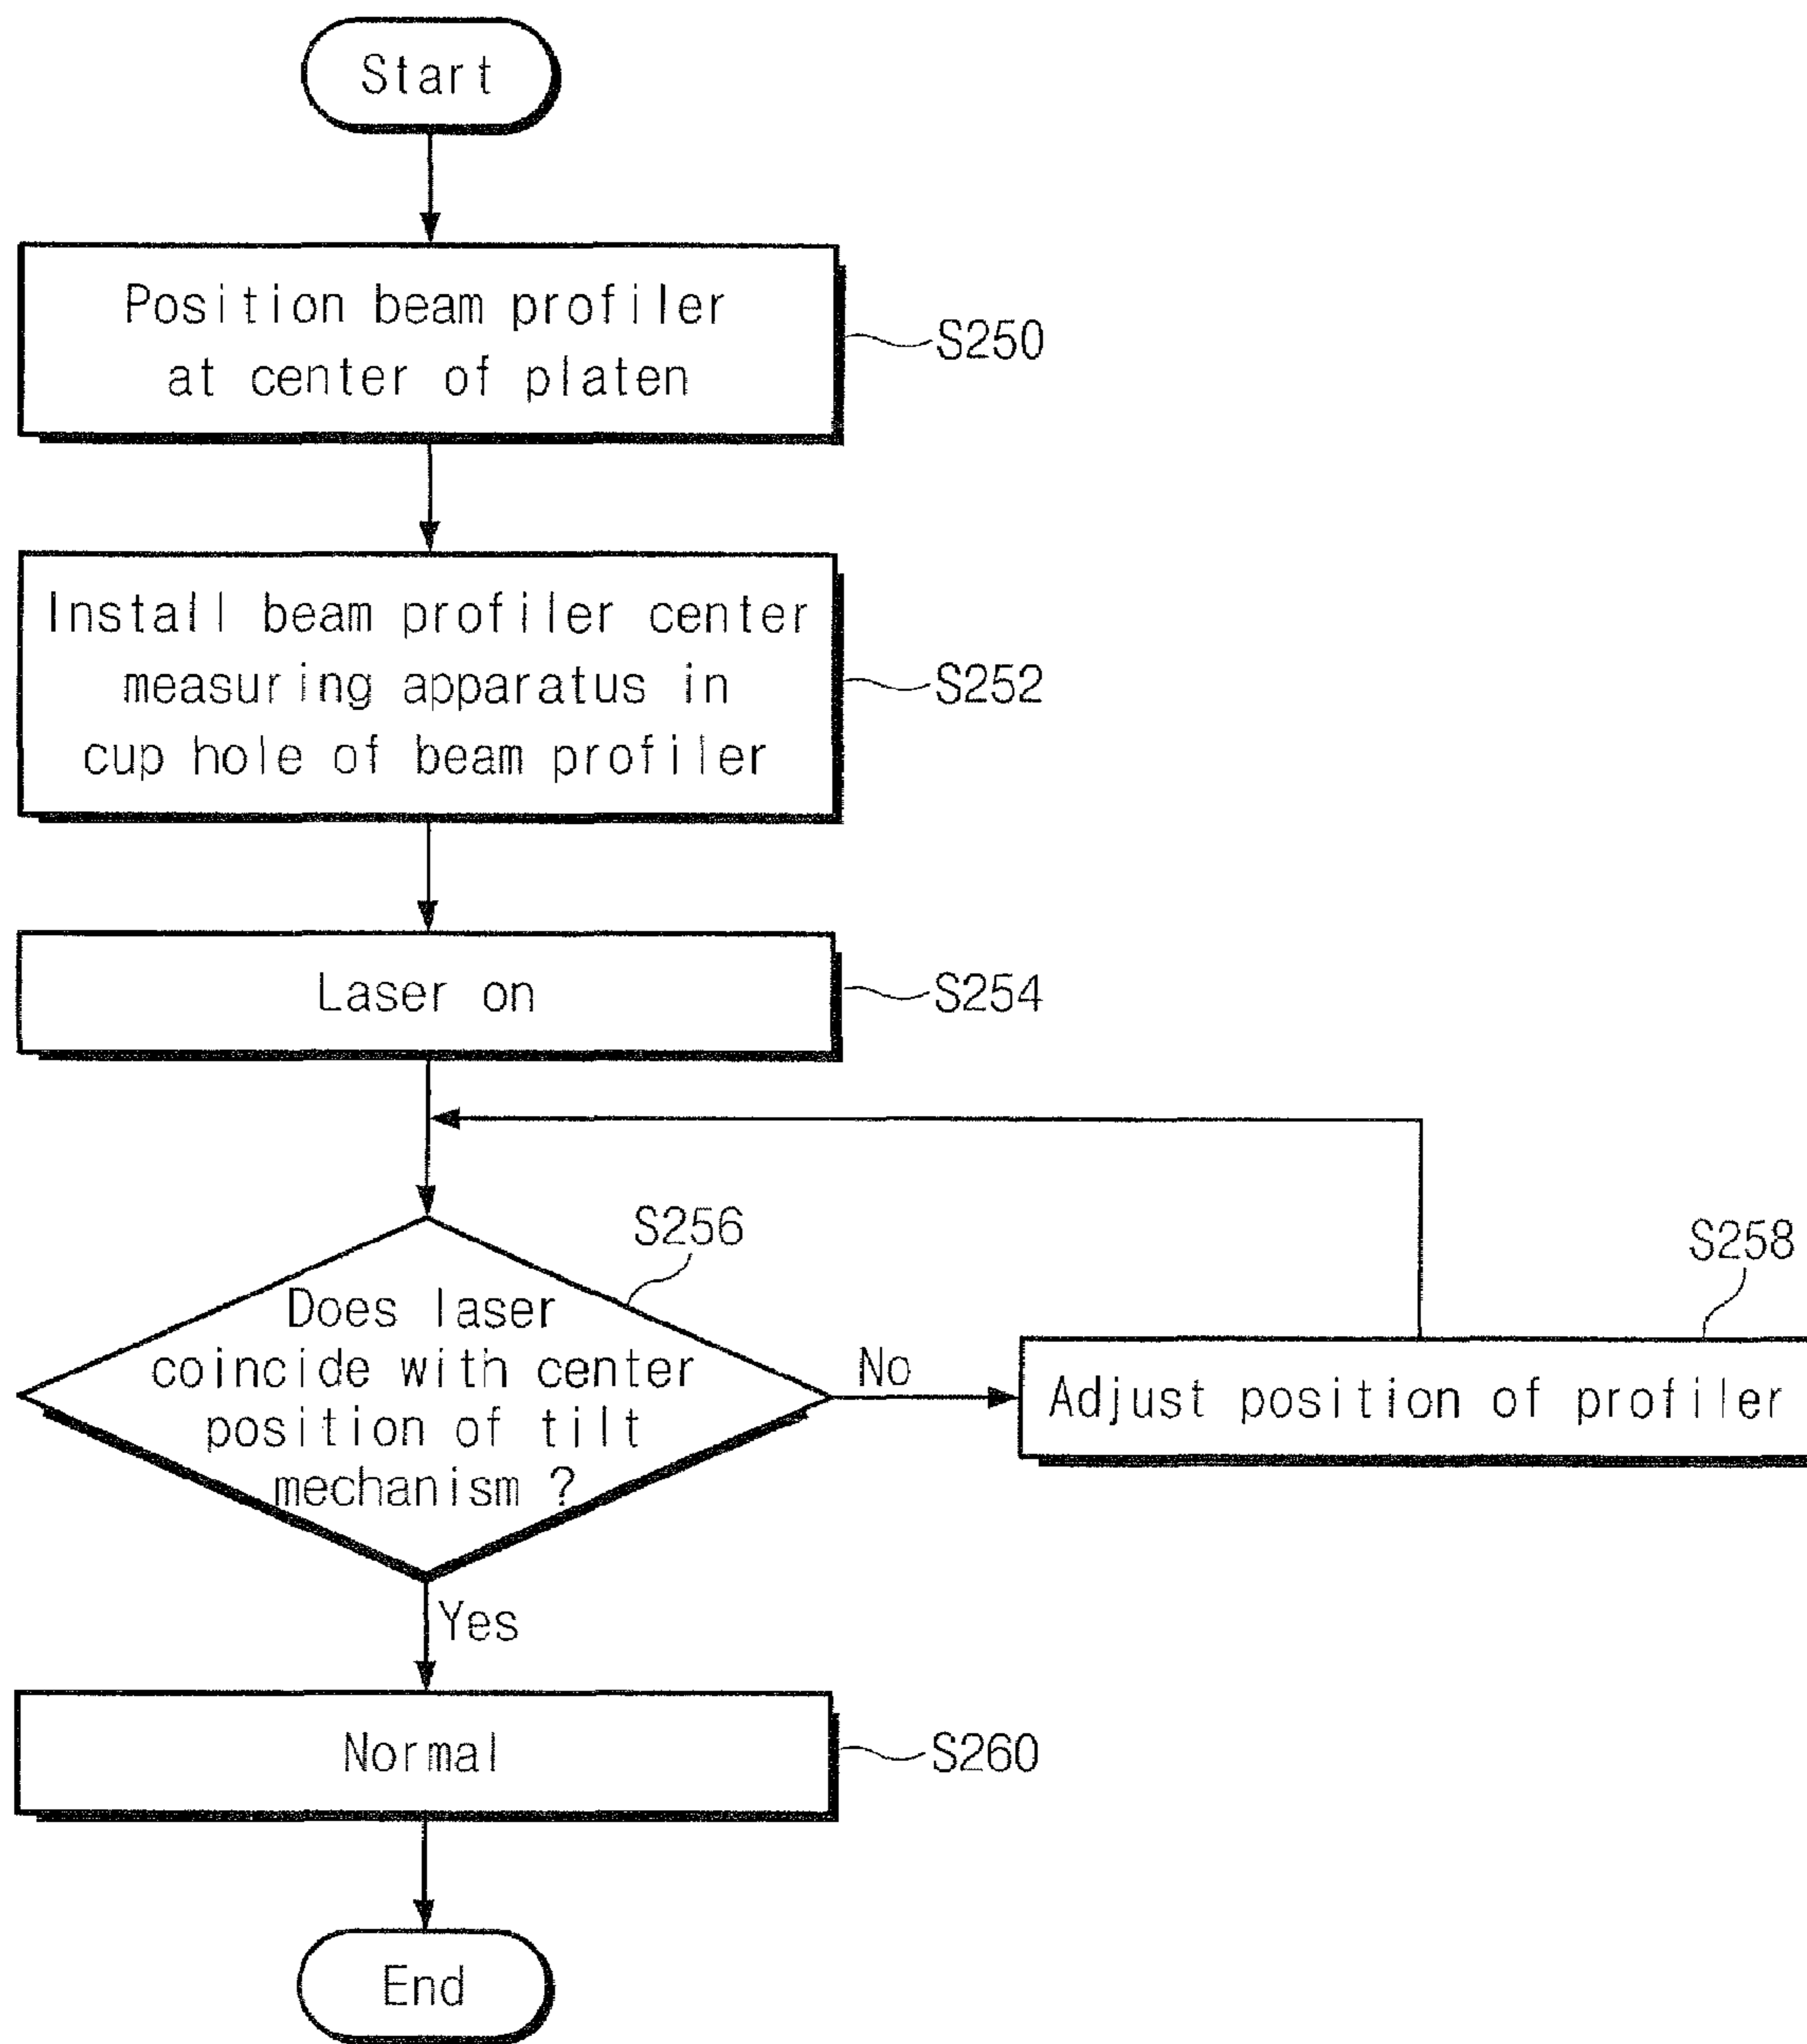 Start
Position beam profiler
at center of platen
S250
Install beam profiler center
measuring apparatus in
cup hole of beam profiler
S252
Laser on
S254
S256
Does laser
coincide with center
position of tilt
mechanism ?
No
S258
Adjust position of profiler
Yes
Normal
S260
End